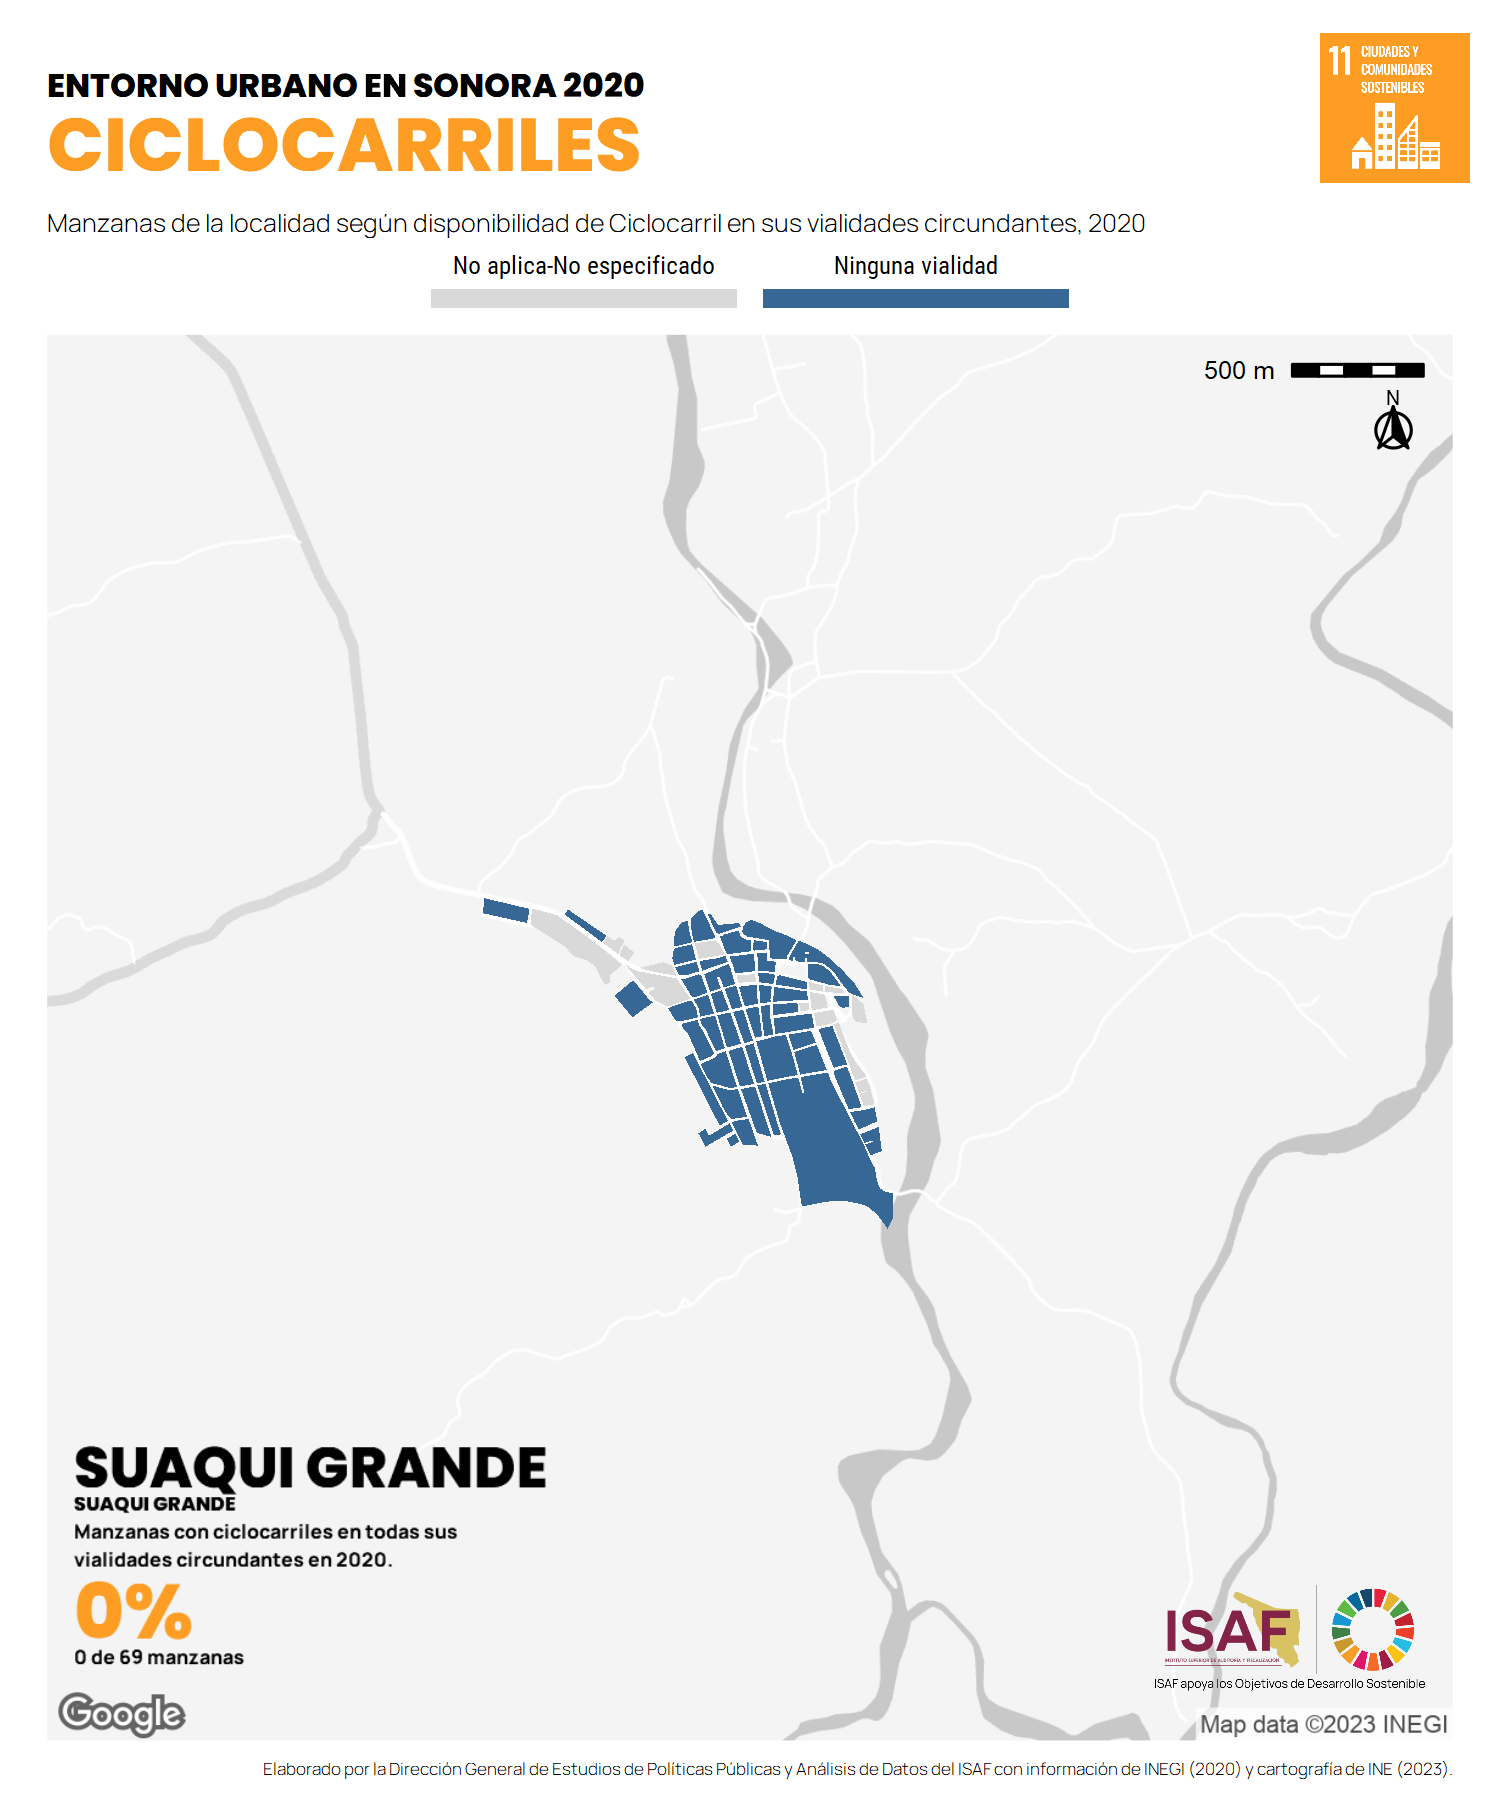 11 CIUDADES Y
COMUNIDADES
SOSTENIBLES
ENTORNO URBANO EN SONORA 2020
CICLOCARRILES
Manzanas de la localidad según disponibilidad de Ciclocarril en sus vialidades circundantes, 2020
No aplica-No especificado
Ninguna vialidad
500 m
N
SUAQUI GRANDE
SUAQUI GRANDE
Manzanas con ciclocarriles en todas sus
vialidades circundantes en 2020.
0%
0 de 69 manzanas
ISAF
INSTITUTO SUPERIOR DE AUDITORÍA Y FISCALIZACIÓN
ISAF apoya los Objetivos de Desarrollo Sostenible
Google
Map data ©2023 INEGI
Elaborado por la Dirección General de Estudios de Políticas Públicas y Análisis de Datos del ISAF con información de INEGI (2020) y cartografía de INE (2023).